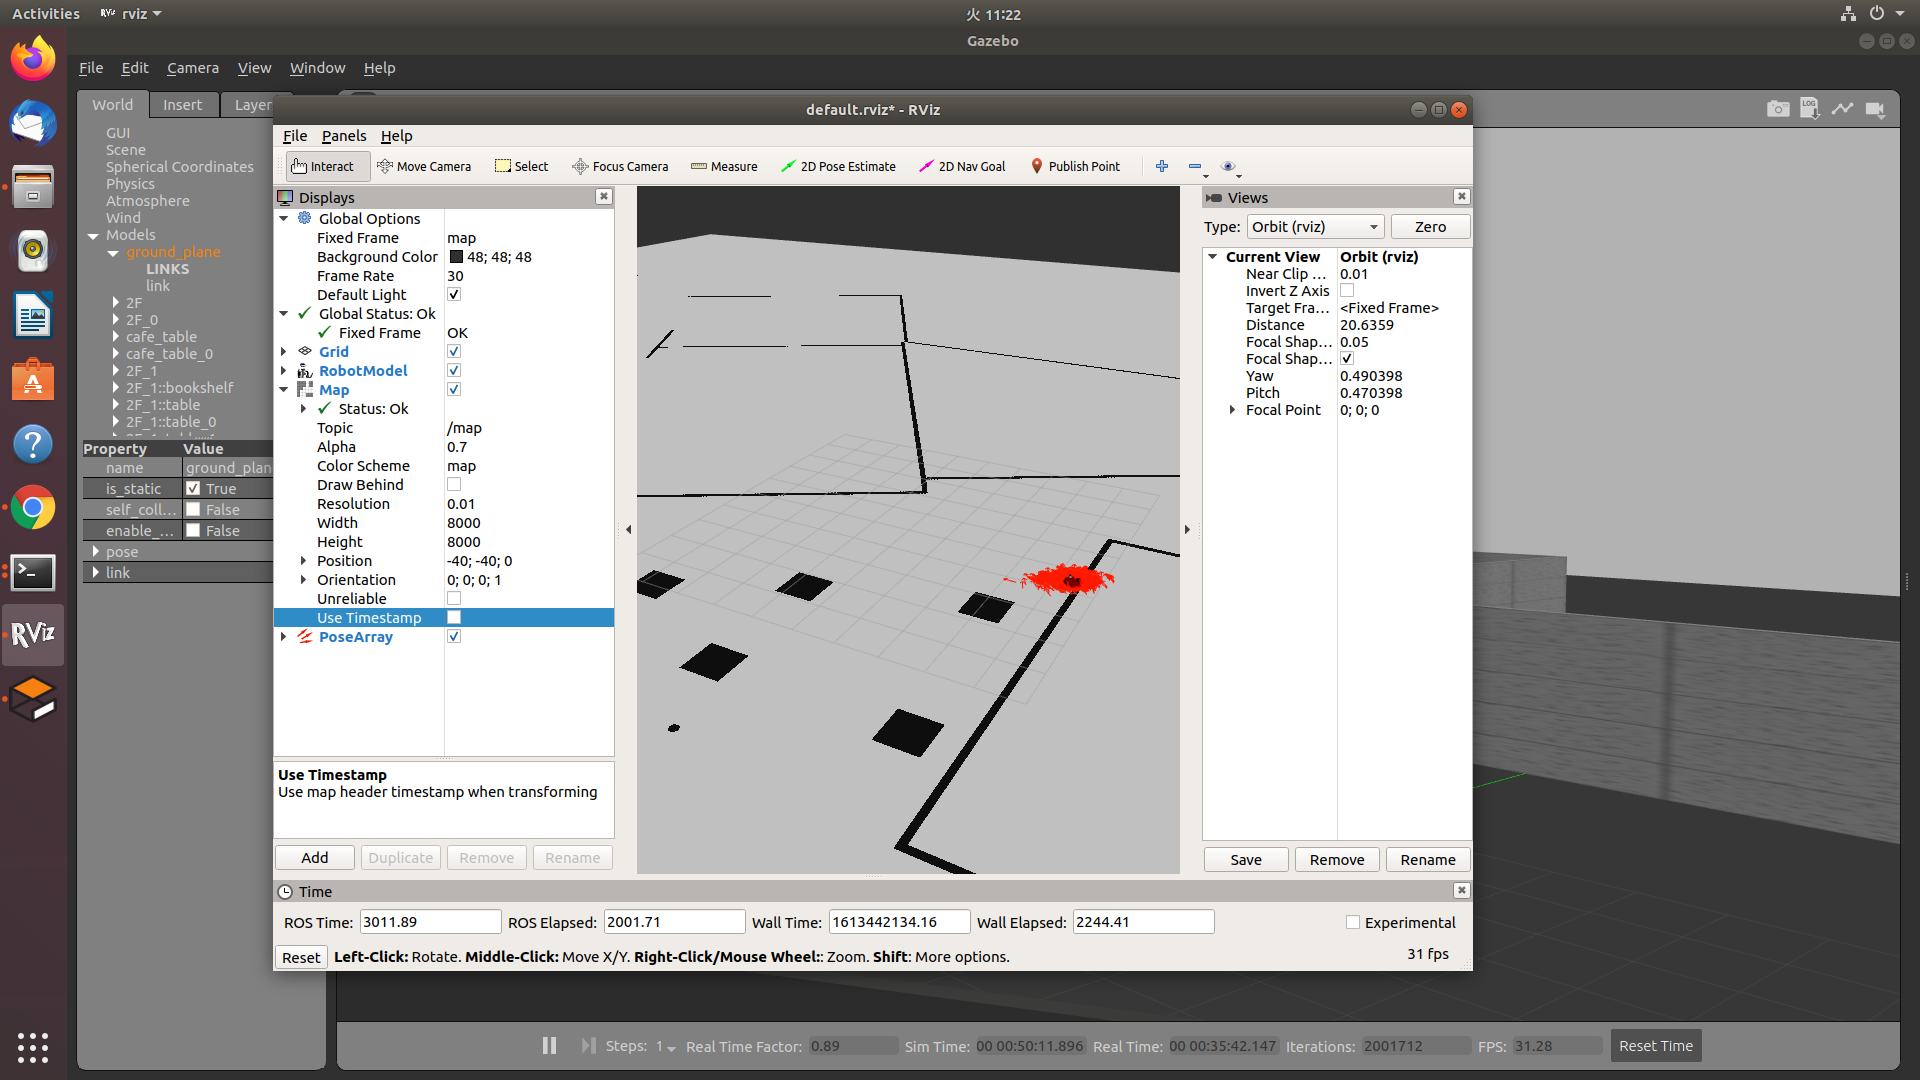 Activities
rviz
火 11:22
Gazebo
File Edit Camera View Window Help
World Insert Layer
GUI
Scene
Spherical Coordinates
Physics
Atmosphere
Wind
Models
ground_plane
LINKS
link
2F
2F_0
cafe_table
cafe_table_0
2F_1
2F_1::bookshelf
2F_1::table
2F_1::table_0
Property Value
name ground_plan
is_static True
self_coll... False
enable_... False
pose
link
default.rviz* - RViz
File Panels Help
Interact Move Camera Select Focus Camera Measure 2D Pose Estimate 2D Nav Goal Publish Point
Displays
Global Options
Fixed Frame map
Background Color 48; 48; 48
Frame Rate 30
Default Light
Global Status: Ok
Fixed Frame OK
Grid
RobotModel
Map
Status: Ok
Topic /map
Alpha 0.7
Color Scheme map
Draw Behind
Resolution 0.01
Width 8000
Height 8000
Position -40; -40; 0
Orientation 0; 0; 0; 1
Unreliable
Use Timestamp
PoseArray
Use Timestamp
Use map header timestamp when transforming
Add Duplicate Remove Rename
Views
Type: Orbit (rviz) Zero
Current View Orbit (rviz)
Near Clip ... 0.01
Invert Z Axis
Target Fra... <Fixed Frame>
Distance 20.6359
Focal Shap... 0.05
Focal Shap...
Yaw 0.490398
Pitch 0.470398
Focal Point 0; 0; 0
Save Remove Rename
Time
ROS Time: 3011.89 ROS Elapsed: 2001.71 Wall Time: 1613442134.16 Wall Elapsed: 2244.41 Experimental
Reset Left-Click: Rotate. Middle-Click: Move X/Y. Right-Click/Mouse Wheel:: Zoom. Shift: More options. 31 fps
Steps: 1 Real Time Factor: 0.89 Sim Time: 00 00:50:11.896 Real Time: 00 00:35:42.147 Iterations: 2001712 FPS: 31.28 Reset Time
RViz
LOG